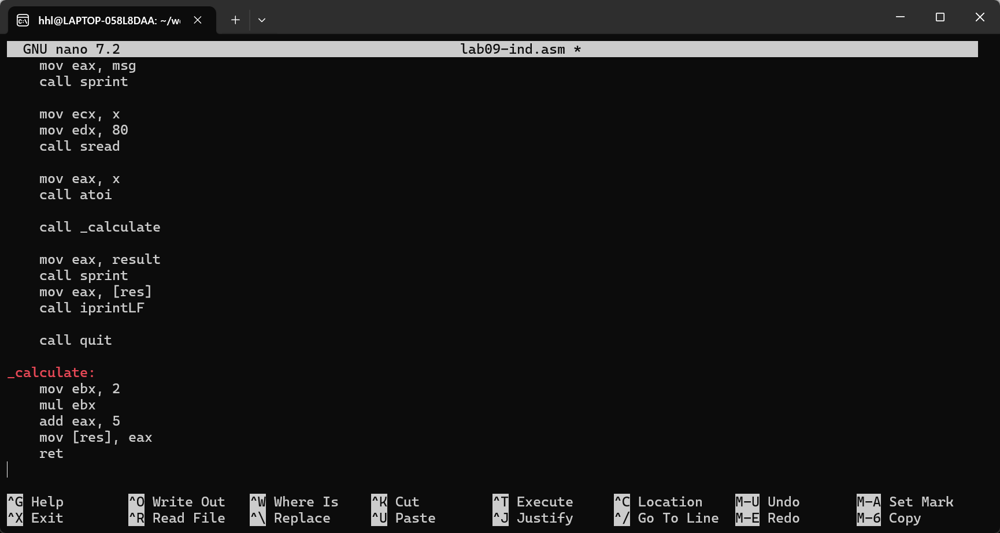 hhl@LAPTOP-058L8DAA: ~/w
GNU nano 7.2 lab09-ind.asm *
mov eax, msg
call sprint
mov ecx, x
mov edx, 80
call sread
mov eax, x
call atoi
call _calculate
mov eax, result
call sprint
mov eax, [res]
call iprintLF
call quit
_calculate:
mov ebx, 2
mul ebx
add eax, 5
mov [res], eax
ret
^G Help ^O Write Out ^W Where Is ^K Cut ^T Execute ^C Location M-U Undo M-A Set Mark
^X Exit ^R Read File ^\ Replace ^U Paste ^J Justify ^/ Go To Line M-E Redo M-6 Copy